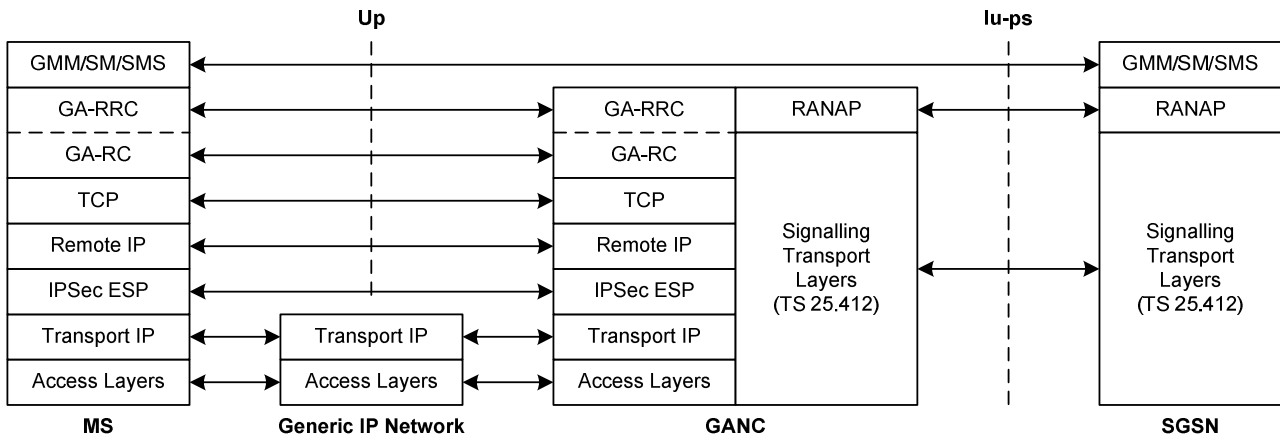 Up
Iu-ps
GMM/SM/SMS
GMM/SM/SMS
GA-RRC
GA-RRC
RANAP
RANAP
GA-RC
GA-RC
TCP
TCP
Remote IP
Remote IP
Signalling
Transport
Layers
(TS 25.412)
Signalling
Transport
Layers
(TS 25.412)
IPSec ESP
IPSec ESP
Transport IP
Transport IP
Transport IP
Access Layers
Access Layers
Access Layers
MS
Generic IP Network
GANC
SGSN